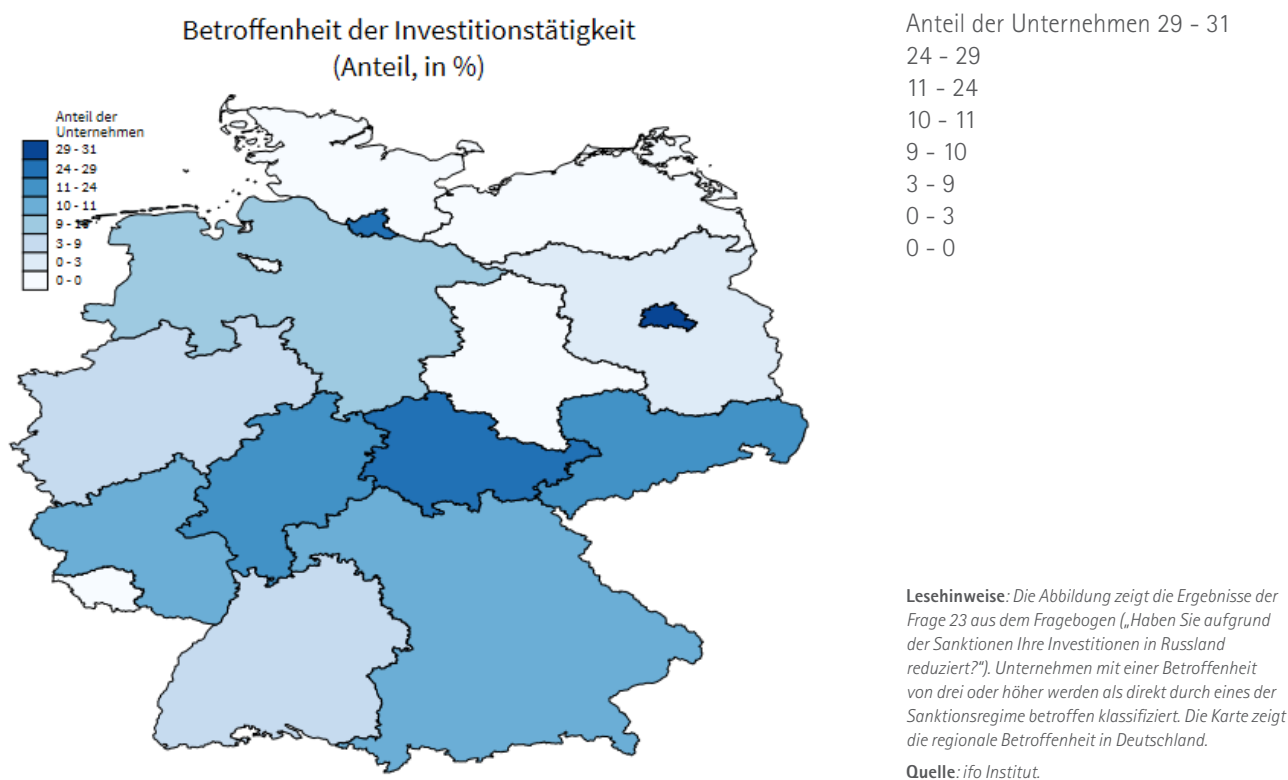 Betroffenheit der Investitionstätigkeit
(Anteil, in %)
Anteil der
Unternehmen
29 - 31
24 - 29
11 - 24
10 - 11
9 - 10
3 - 9
0 - 3
0 - 0
Anteil der Unternehmen 29 - 31
24 - 29
11 - 24
10 - 11
9 - 10
3 - 9
0 - 3
0 - 0
Lesehinweise: Die Abbildung zeigt die Ergebnisse der
Frage 23 aus dem Fragebogen („Haben Sie aufgrund
der Sanktionen Ihre Investitionen in Russland
reduziert?"). Unternehmen mit einer Betroffenheit
von drei oder höher werden als direkt durch eines der
Sanktionsregime betroffen klassifiziert. Die Karte zeigt
die regionale Betroffenheit in Deutschland.
Quelle: ifo Institut.